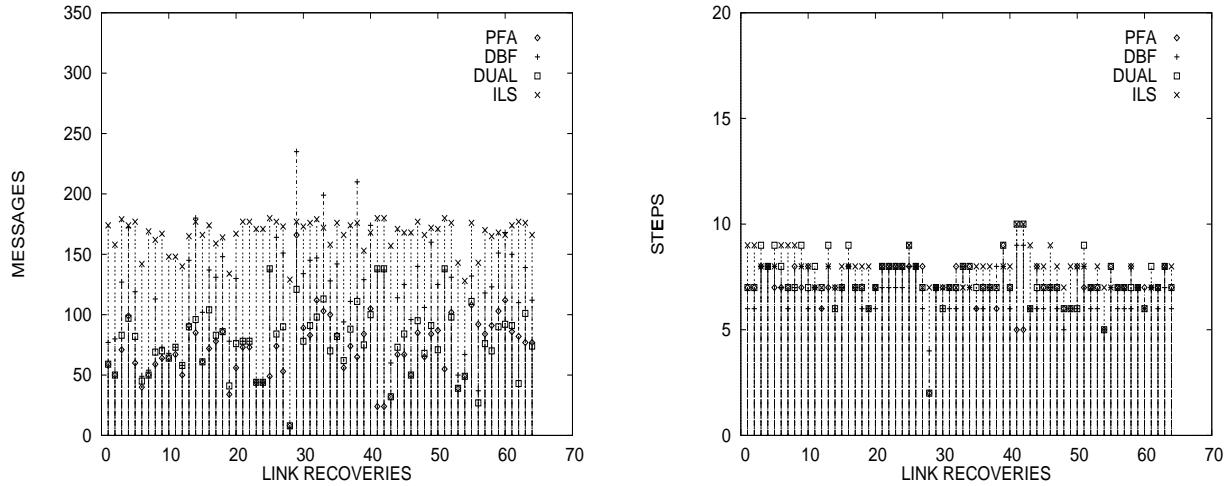 350
300
250
200
150
100
50
0
MESSAGES
0 10 20 30 40 50 60 70
LINK RECOVERIES
PFA
DBF
DUAL
ILS
20
15
10
5
0
STEPS
0 10 20 30 40 50 60 70
LINK RECOVERIES
PFA
DBF
DUAL
ILS